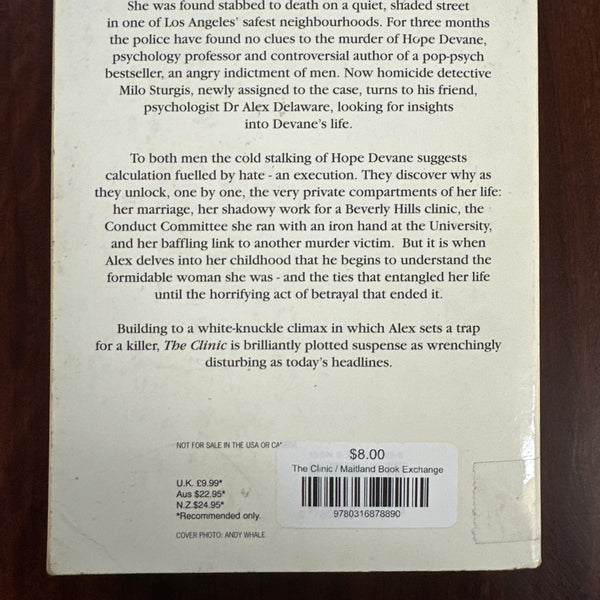 She was found stabbed to death on a quiet, shaded street
in one of Los Angeles' safest neighbourhoods. For three months
the police have found no clues to the murder of Hope Devane,
psychology professor and controversial author of a pop-psych
bestseller, an angry indictment of men. Now homicide detective
Milo Sturgis, newly assigned to the case, turns to his friend,
psychologist Dr Alex Delaware, looking for insights
into Devane's life.
To both men the cold stalking of Hope Devane suggests
calculation fuelled by hate - an execution. They discover why as
they unlock, one by one, the very private compartments of her life:
her marriage, her shadowy work for a Beverly Hills clinic, the
Conduct Committee she ran with an iron hand at the University,
and her baffling link to another murder victim. But it is when
Alex delves into her childhood that he begins to understand the
formidable woman she was - and the ties that entangled her life
until the horrifying act of betrayal that ended it.
Building to a white-knuckle climax in which Alex sets a trap
for a killer, The Clinic is brilliantly plotted suspense as wrenchingly
disturbing as today's headlines.
NOT FOR SALE IN THE USA OR
$8.00
The Clinic / Maitland Book Exchange
9780316878890
U.K. £9.99*
Aus $22.95*
N.Z.$24.95*
*Recommended only.
COVER PHOTO: ANDY WHALE